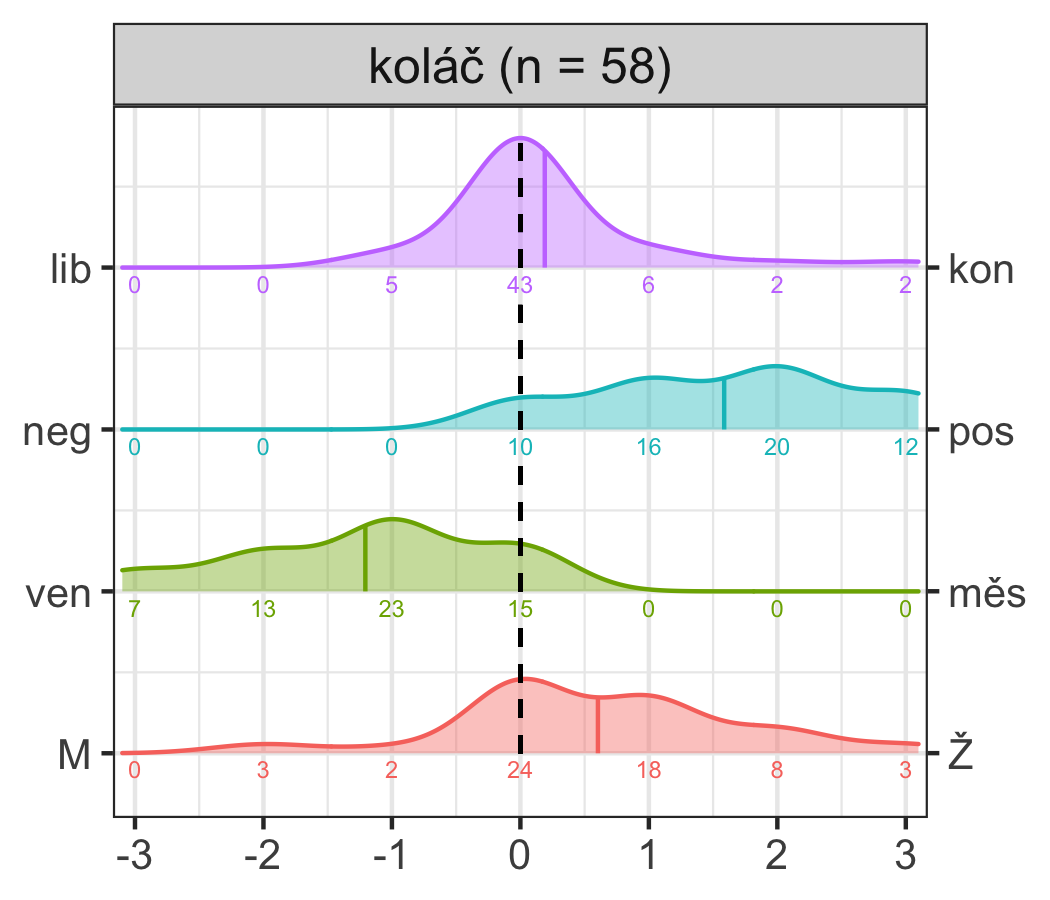 koláč (n = 58)
lib kon
0 0 5 43 6 2 2
neg pos
0 0 0 10 16 20 12
ven měs
7 13 23 15 0 0 0
M Ž
0 3 2 24 18 8 3
-3 -2 -1 0 1 2 3